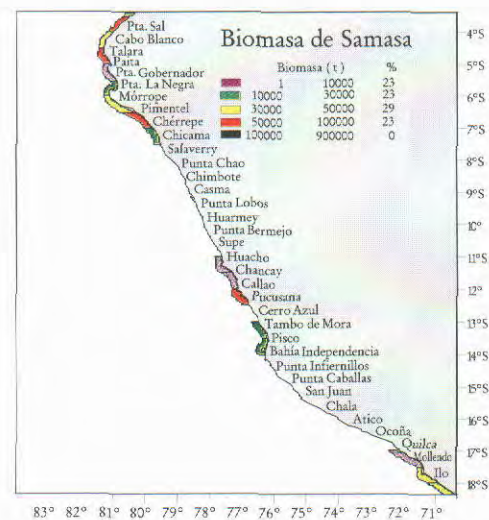 Biomasa de Samasa
Biomasa ( t ) %
1 10000 23
10000 30000 23
30000 50000 29
50000 100000 23
100000 900000 0
Pta. Sal
Cabo Blanco
Talara
Paita
Pta. Gobernador
Pta. La Negra
Mórrope
Pimentel
Chérrepe
Chicama
Salaverry
Punta Chao
Chimbote
Casma
Punta Lobos
Huarmey
Punta Bermejo
Supe
Huacho
Chancay
Callao
Pucusana
Cerro Azul
Tambo de Mora
Pisco
Bahía Independencia
Punta Infiernillos
Punta Caballas
San Juan
Chala
Atico
Ocoña
Quilca
Molleado
Ilo
4°S
5°S
6°S
7°S
8°S
9°S
10°S
11°S
12°S
13°S
14°S
15°S
16°S
17°S
18°S
83° 82° 81° 80° 79° 78° 77° 76° 75° 74° 73° 72° 71°